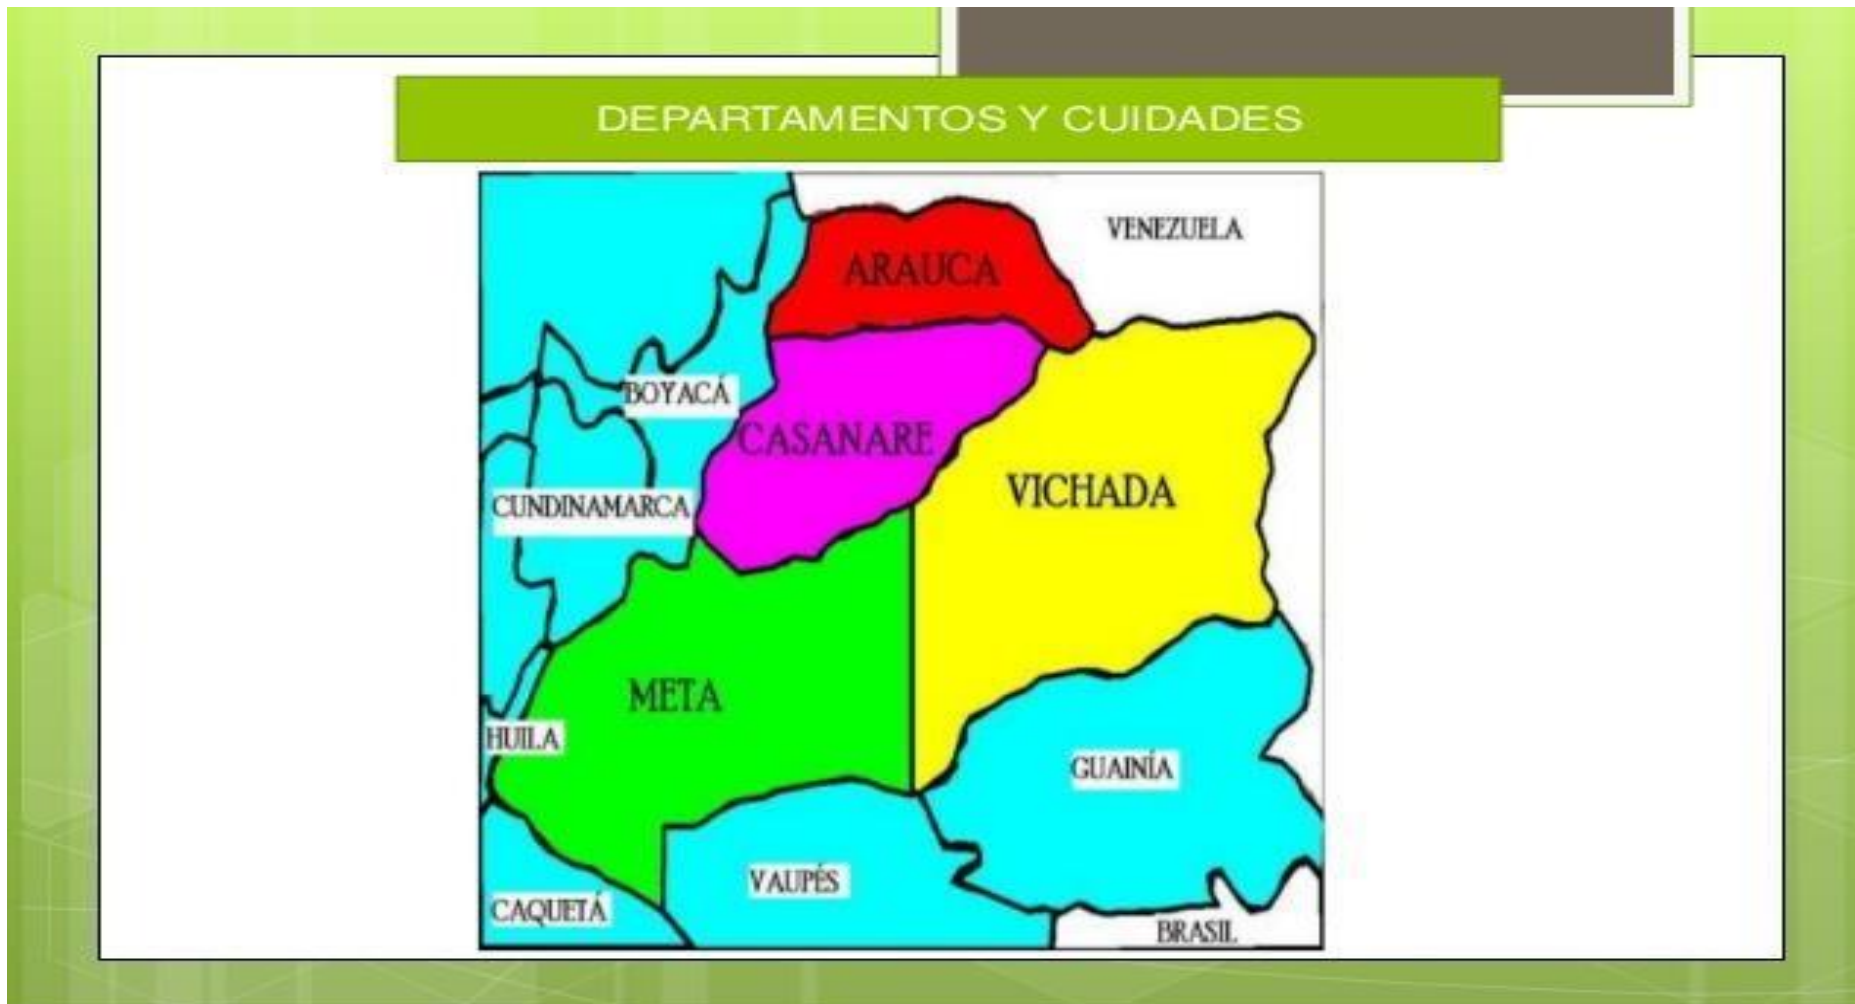 DEPARTAMENTOS Y CUIDADES
VENEZUELA
ARAUCA
BOYACÁ
CASANARE
VICHADA
CUNDINAMARCA
META
HUILA
GUAINÍA
VAUPÉS
CAQUETÁ
BRASIL